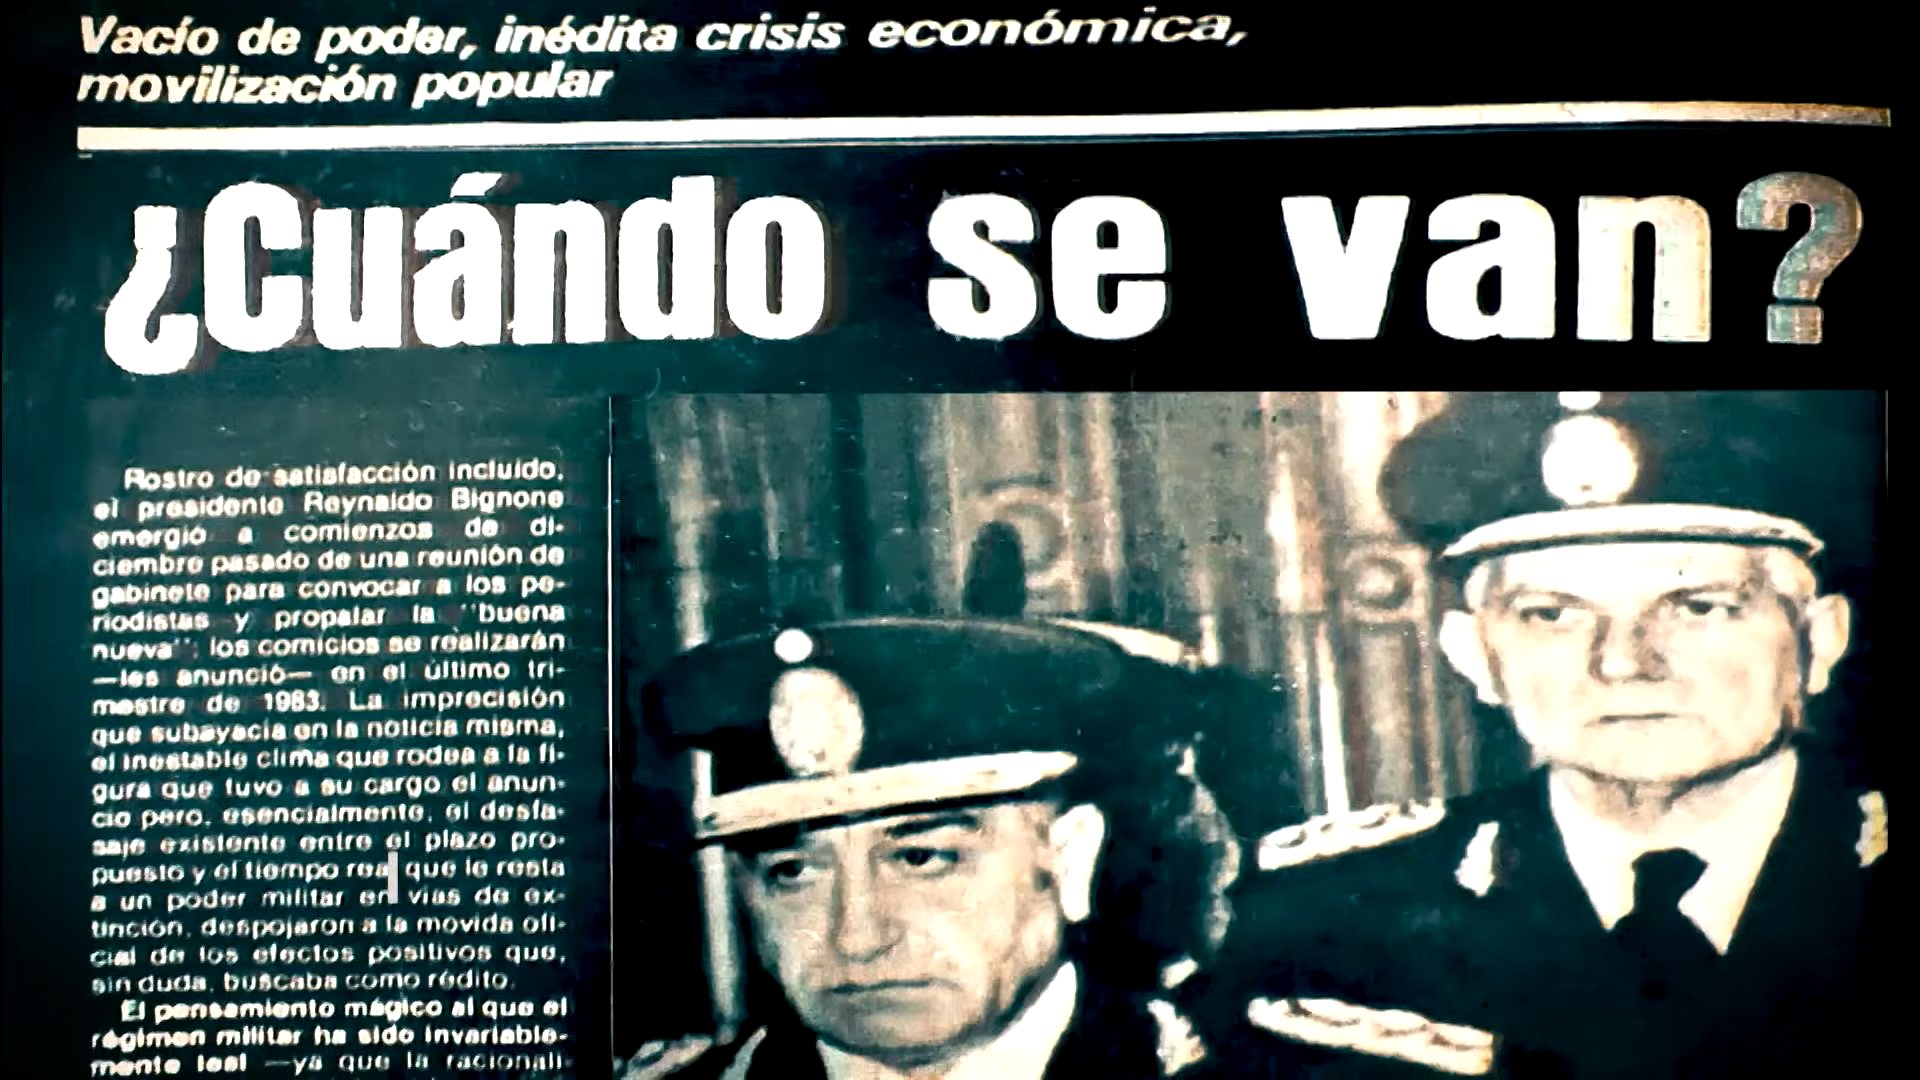 Vacío de poder, inédita crisis económica,
movilización popular
¿Cuándo se van?
Rostro de satisfacción incluido,
el presidente Reynaldo Bignone
emergió a comienzos de di-
ciembre pasado de una reunión de
gabinete para convocar a los pe-
riodistas y propalar la "buena
nueva": los comicios se realizarán
—les anunció— en el último tri-
mestre de 1983. La imprecisión
que subayacía en la noticia misma,
el inestable clima que rodea a la fi-
gura que tuvo a su cargo el anun-
cio pero, esencialmente, el desfa-
saje existente entre el plazo pro-
puesto y el tiempo real que le resta
a un poder militar en vías de ex-
tinción, despojaron a la movida ofi-
cial de los efectos positivos que,
sin duda, buscaba como rédito.
El pensamiento mágico al que el
régimen militar ha sido invariable-
mente leal —ya que la racionali-